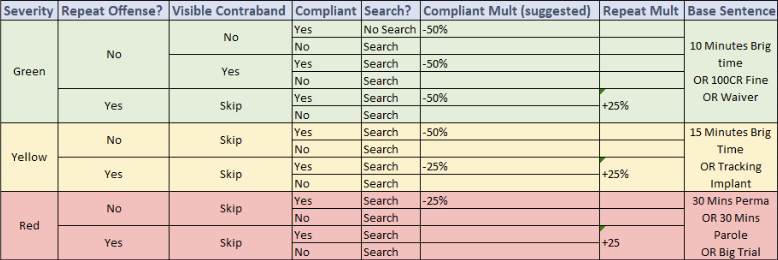 Severity Repeat Offense? Visible Contraband Compliant Search? Compliant Mult (suggested) Repeat Mult Base Sentence
Green No No Yes No Search -50% 10 Minutes Brig time OR 100CR Fine OR Waiver
No Search
Yes Yes Search -50%
No Search
Yes Skip Yes Search -50% +25%
No Search
Yellow No Skip Yes Search -50% 15 Minutes Brig Time OR Tracking Implant
No Search
Yes Skip Yes Search -25% +25%
No Search
Red No Skip Yes Search -25% 30 Mins Perma OR 30 Mins Parole OR Big Trial
No Search
Yes Skip Yes Search +25
No Search